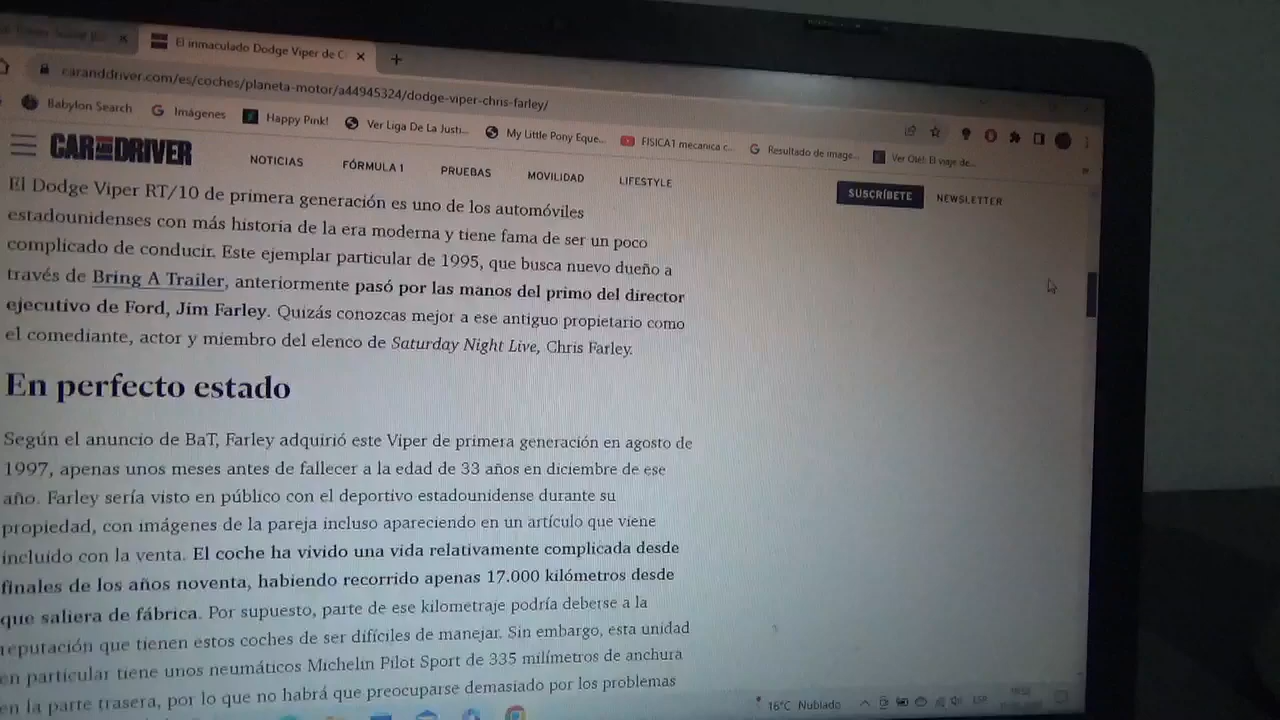 El inmaculado Dodge Viper de C
caranddriver.com/es/coches/planeta-motor/a44945324/dodge-viper-chris-farley/
Babylon Search Imágenes Happy Pink! Ver Liga De La Justi... My Little Pony Eque... FISICA1 mecanica c... Resultado de image... Ver Olé! El viaje de...
CAR AND DRIVER
NOTICIAS FÓRMULA 1 PRUEBAS MOVILIDAD LIFESTYLE SUSCRÍBETE NEWSLETTER
El Dodge Viper RT/10 de primera generación es uno de los automóviles
estadounidenses con más historia de la era moderna y tiene fama de ser un poco
complicado de conducir. Este ejemplar particular de 1995, que busca nuevo dueño a
través de Bring A Trailer, anteriormente pasó por las manos del primo del director
ejecutivo de Ford, Jim Farley. Quizás conozcas mejor a ese antiguo propietario como
el comediante, actor y miembro del elenco de Saturday Night Live, Chris Farley.
En perfecto estado
Según el anuncio de BaT, Farley adquirió este Viper de primera generación en agosto de
1997, apenas unos meses antes de fallecer a la edad de 33 años en diciembre de ese
año. Farley sería visto en público con el deportivo estadounidense durante su
propiedad, con imágenes de la pareja incluso apareciendo en un artículo que viene
incluido con la venta. El coche ha vivido una vida relativamente complicada desde
finales de los años noventa, habiendo recorrido apenas 17.000 kilómetros desde
que saliera de fábrica. Por supuesto, parte de ese kilometraje podría deberse a la
reputación que tienen estos coches de ser difíciles de manejar. Sin embargo, esta unidad
en particular tiene unos neumáticos Michelin Pilot Sport de 335 milímetros de anchura
en la parte trasera, por lo que no habrá que preocuparse demasiado por los problemas
16°C Nublado ESP